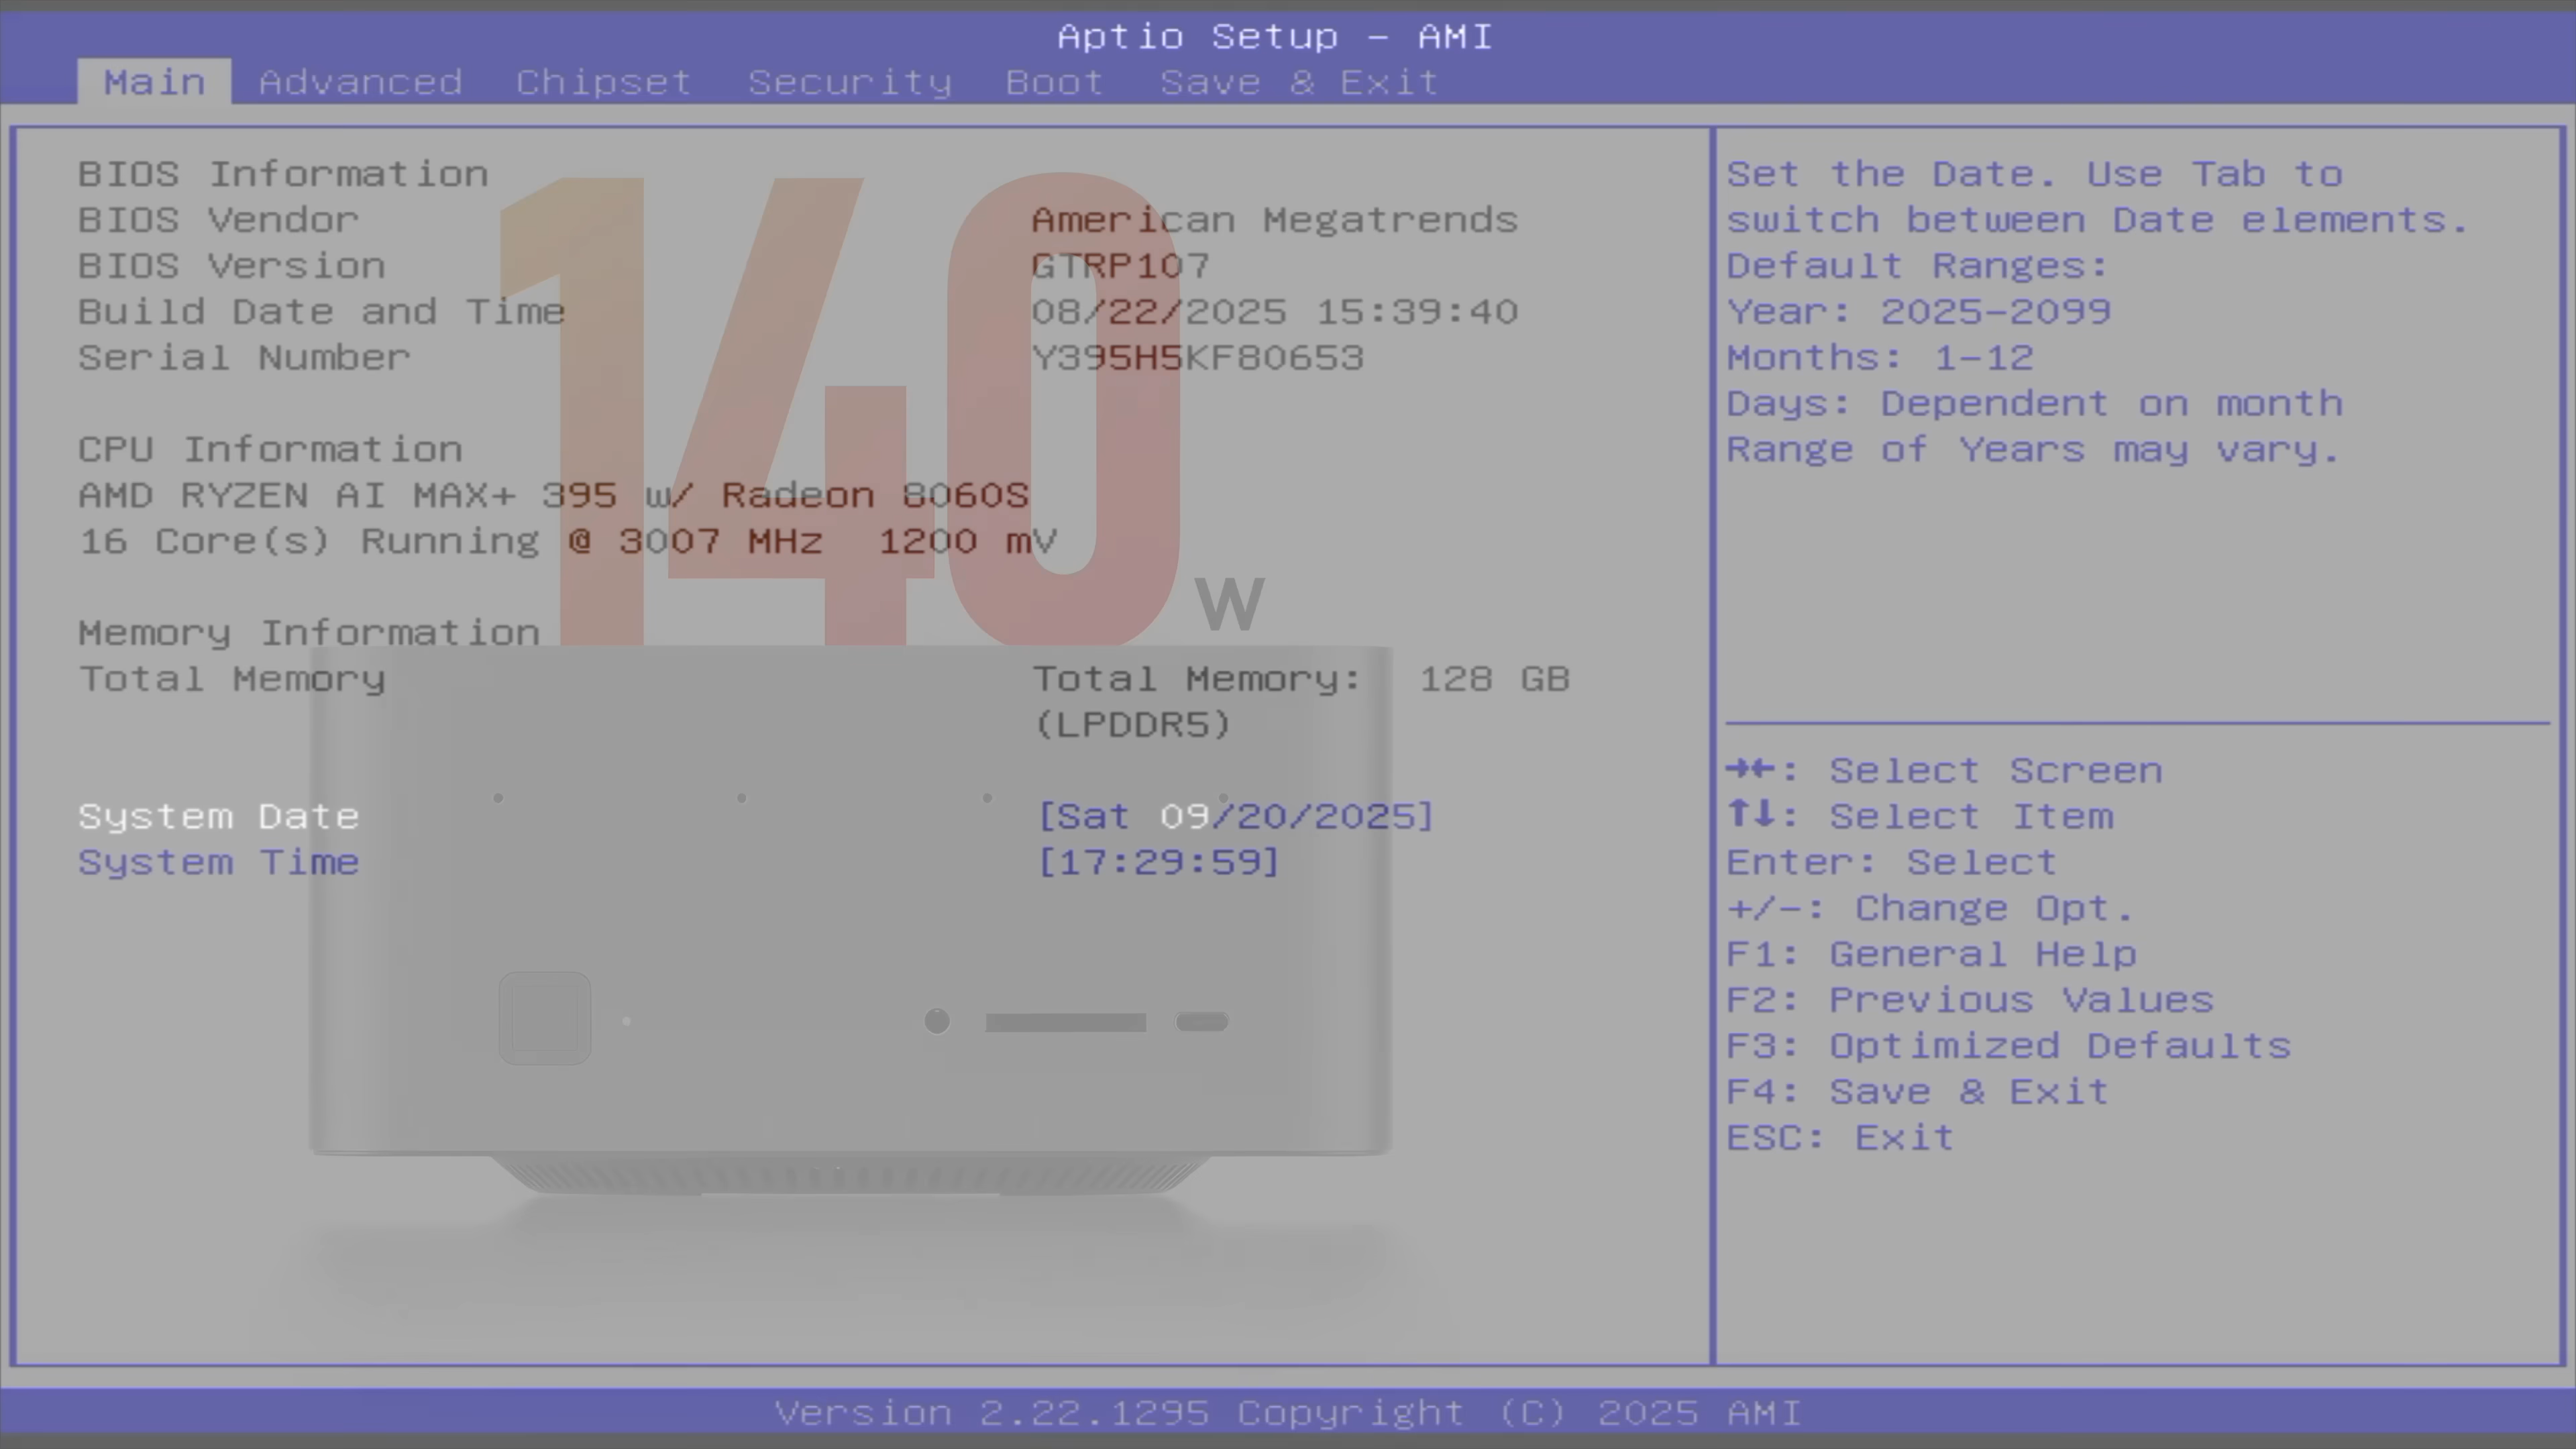 Aptio Setup - AMI
Main Advanced Chipset Security Boot Save & Exit
BIOS Information
BIOS Vendor American Megatrends
BIOS Version GTRP107
Build Date and Time 08/22/2025 15:39:40
Serial Number Y395H5KF80653
CPU Information
AMD RYZEN AI MAX+ 395 w/ Radeon 8060S
16 Core(s) Running @ 3007 MHz 1200 mV
140 W
Memory Information
Total Memory Total Memory: 128 GB
(LPDDR5)
System Date [Sat 09/20/2025]
System Time [17:29:59]
Set the Date. Use Tab to
switch between Date elements.
Default Ranges:
Year: 2025-2099
Months: 1-12
Days: Dependent on month
Range of Years may vary.
→←: Select Screen
↑↓: Select Item
Enter: Select
+/-: Change Opt.
F1: General Help
F2: Previous Values
F3: Optimized Defaults
F4: Save & Exit
ESC: Exit
Version 2.22.1295 Copyright (C) 2025 AMI